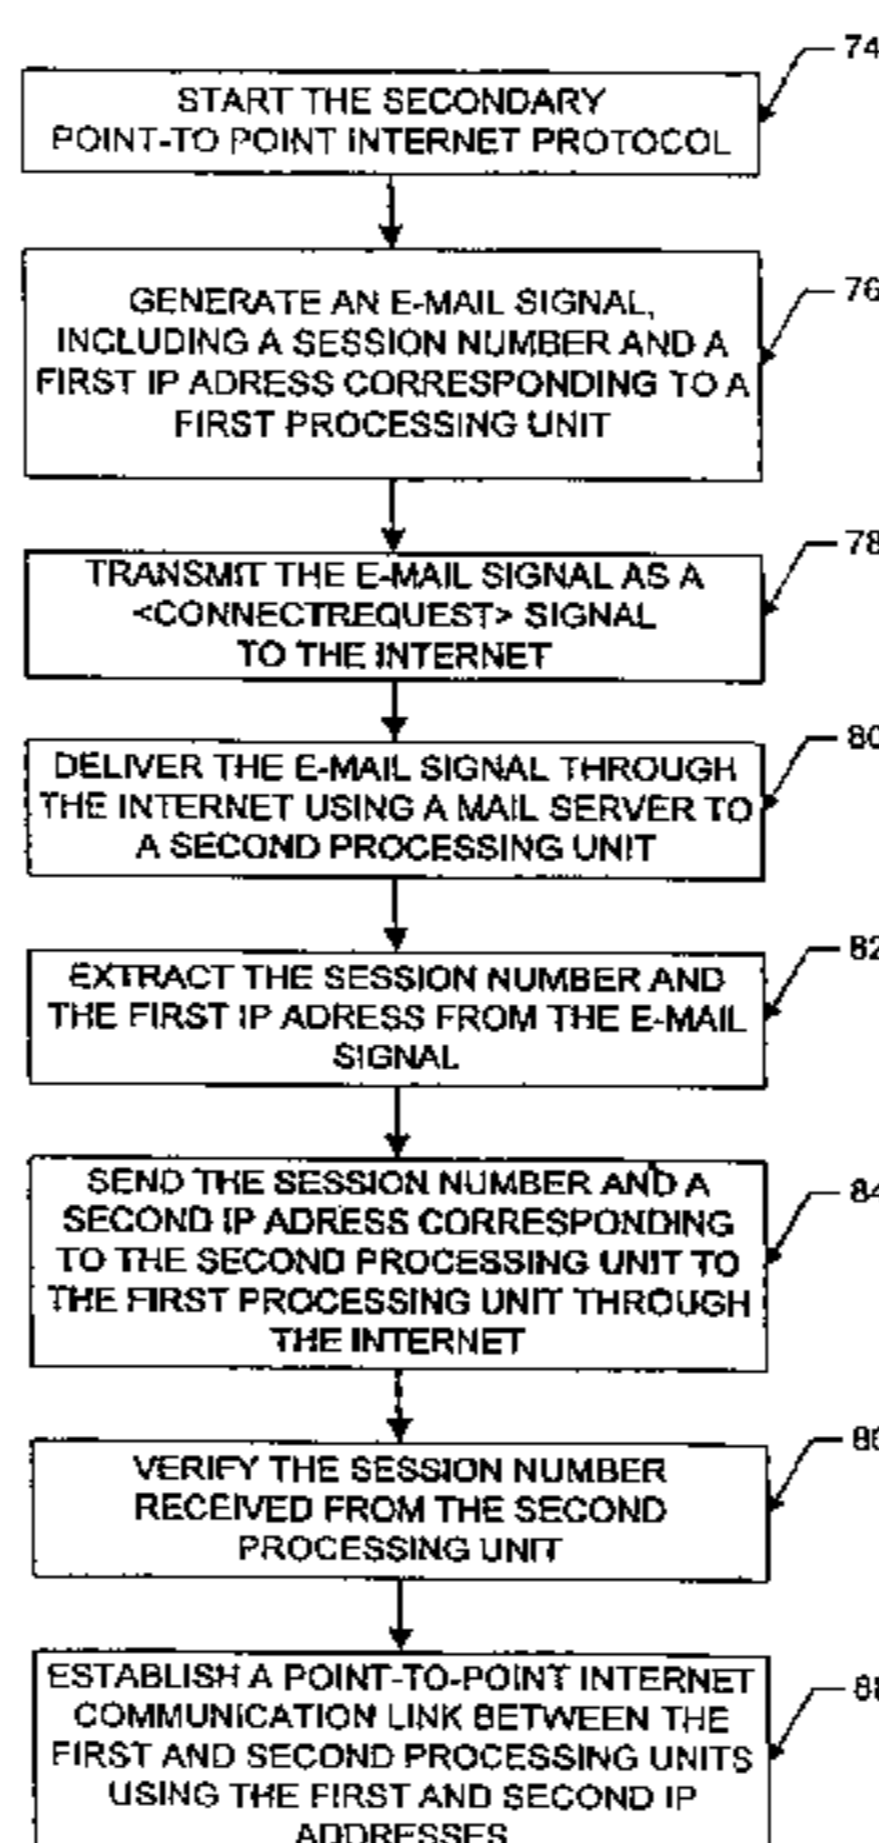 74
START THE SECONDARY
POINT-TO POINT INTERNET PROTOCOL
76
GENERATE AN E-MAIL SIGNAL,
INCLUDING A SESSION NUMBER AND A
FIRST IP ADRESS CORRESPONDING TO A
FIRST PROCESSING UNIT
78
TRANSMIT THE E-MAIL SIGNAL AS A
<CONNECTREQUEST> SIGNAL
TO THE INTERNET
80
DELIVER THE E-MAIL SIGNAL THROUGH
THE INTERNET USING A MAIL SERVER TO
A SECOND PROCESSING UNIT
82
EXTRACT THE SESSION NUMBER AND
THE FIRST IP ADRESS FROM THE E-MAIL
SIGNAL
84
SEND THE SESSION NUMBER AND A
SECOND IP ADRESS CORRESPONDING
TO THE SECOND PROCESSING UNIT TO
THE FIRST PROCESSING UNIT THROUGH
THE INTERNET
86
VERIFY THE SESSION NUMBER
RECEIVED FROM THE SECOND
PROCESSING UNIT
88
ESTABLISH A POINT-TO-POINT INTERNET
COMMUNICATION LINK BETWEEN THE
FIRST AND SECOND PROCESSING UNITS
USING THE FIRST AND SECOND IP
ADDRESSES